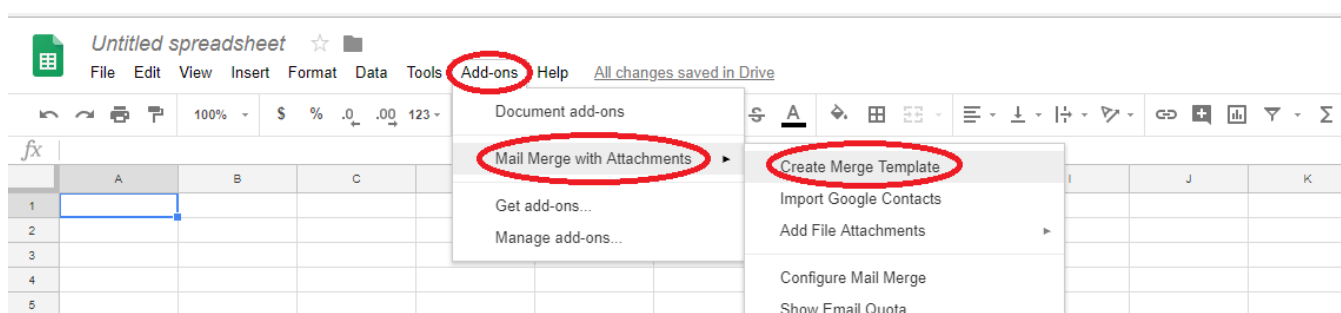 Untitled spreadsheet
File Edit View Insert Format Data Tools Add-ons Help All changes saved in Drive
100% $ % .0 .00 123 S A Σ
Document add-ons
fx
Mail Merge with Attachments
Create Merge Template
A B C I J K
1
Import Google Contacts
Get add-ons...
2
Add File Attachments
Manage add-ons...
3
4
Configure Mail Merge
5
Show Email Quota